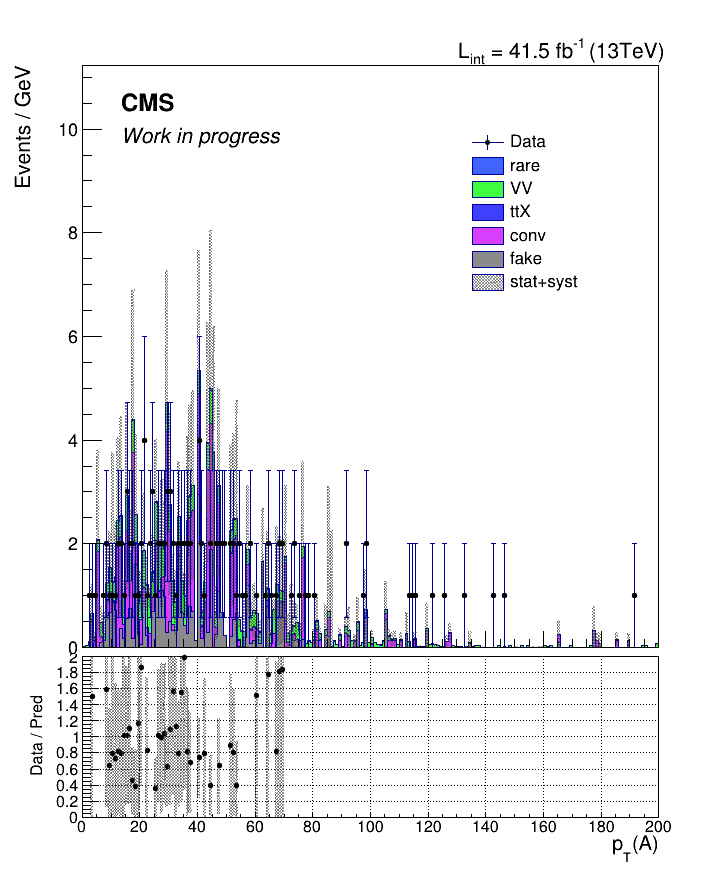 L_int = 41.5 fb^-1 (13TeV)
Events / GeV
CMS
Work in progress
Data
rare
VV
ttX
conv
fake
stat+syst
10
8
6
4
2
0
Data / Pred
2
1.8
1.6
1.4
1.2
1
0.8
0.6
0.4
0.2
0
0 20 40 60 80 100 120 140 160 180 200
p_T(A)